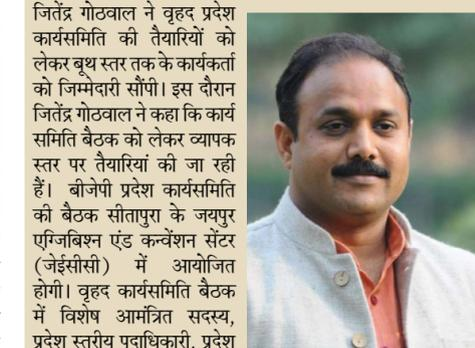 जितेंद्र गोठवाल ने वृहद प्रदेश
कार्यसमिति की तैयारियों को
लेकर बूथ स्तर तक के कार्यकर्ता
को जिम्मेदारी सौंपी। इस दौरान
जितेंद्र गोठवाल ने कहा कि कार्य
समिति बैठक को लेकर व्यापक
स्तर पर तैयारियां की जा रही
हैं। बीजेपी प्रदेश कार्यसमिति
की बैठक सीतापुरा के जयपुर
एग्जिबिश्न एंड कन्वेंशन सेंटर
(जेईसीसी) में आयोजित
होगी। वृहद कार्यसमिति बैठक
में विशेष आमंत्रित सदस्य,
प्रदेश स्तरीय पदाधिकारी, प्रदेश